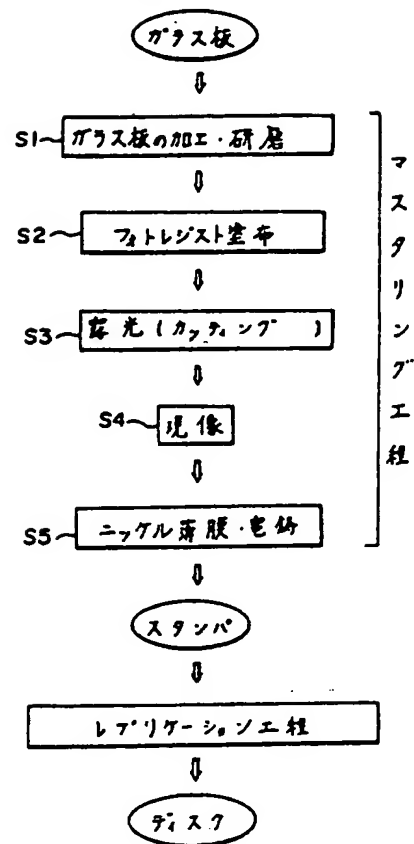 ガラス板
S1 ガラス板の加工・研磨
S2 フォトレジスト塗布
S3 露光(カッティング)
S4 現像
S5 ニッケル薄膜・電鋳
スタンパ
レプリケーション工程
ディスク
マスタリング工程